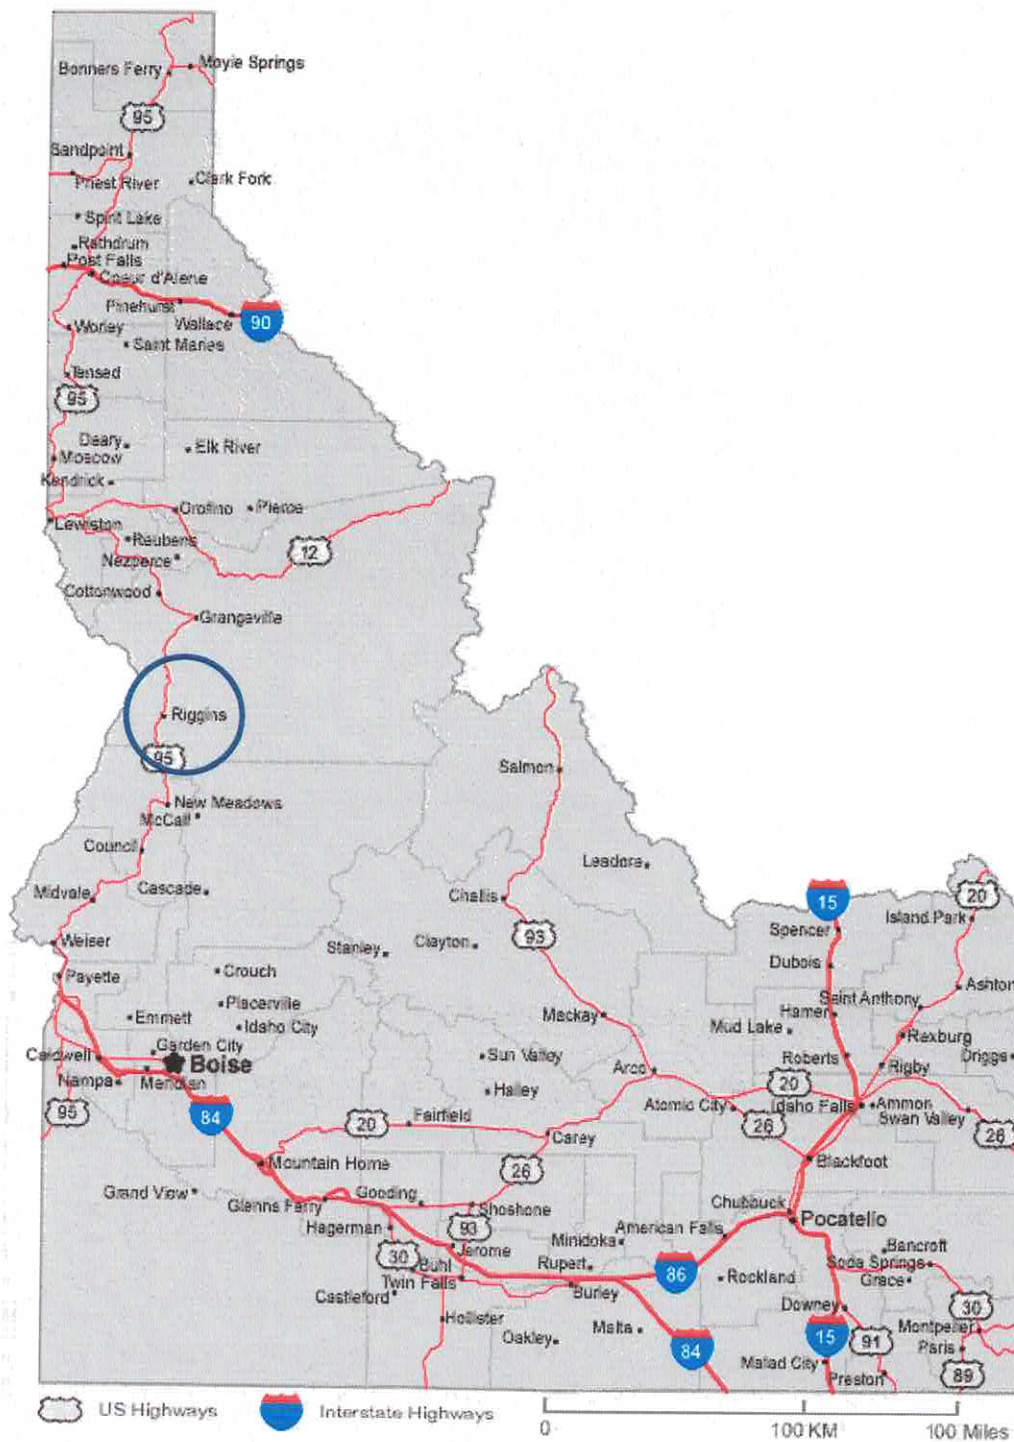 Bonners Ferry
Moyie Springs
95
Sandpoint
Priest River
Clark Fork
Spirit Lake
Rathdrum
Post Falls
Coeur d'Alene
Pinehurst
Wallace
90
Worley
Saint Maries
Tensed
95
Deary
Elk River
Moscow
Kendrick
Orofino
Pierce
Lewiston
Reubens
Nezperce
12
Cottonwood
Grangeville
Riggins
95
Salmon
New Meadows
McCall
Council
Leadore
Midvale
Cascade
Challis
15
20
Island Park
Spencer
93
Weiser
Stanley
Clayton
Dubois
Payette
Crouch
Ashton
Saint Anthony
Placerville
Hamer
Emmett
Mackay
Idaho City
Mud Lake
Rexburg
Garden City
Caldwell
Boise
Sun Valley
Roberts
Driggs
Nampa
Meridian
Arco
Rigby
Hailey
20
95
84
Atomic City
Idaho Falls
Ammon
20
Fairfield
26
Swan Valley
26
Carey
Mountain Home
26
Blackfoot
Grand View
Glenns Ferry
Gooding
Shoshone
Chubbuck
Pocatello
Hagerman
93
American Falls
Minidoka
30
Jerome
Bancroft
Buhl
Rupert
86
Soda Springs
Twin Falls
Rockland
Grace
Castleford
Burley
Downey
30
Hollister
Malta
15
91
Montpelier
Oakley
84
Paris
Malad City
Preston
89
US Highways
Interstate Highways
0
100 KM
100 Miles